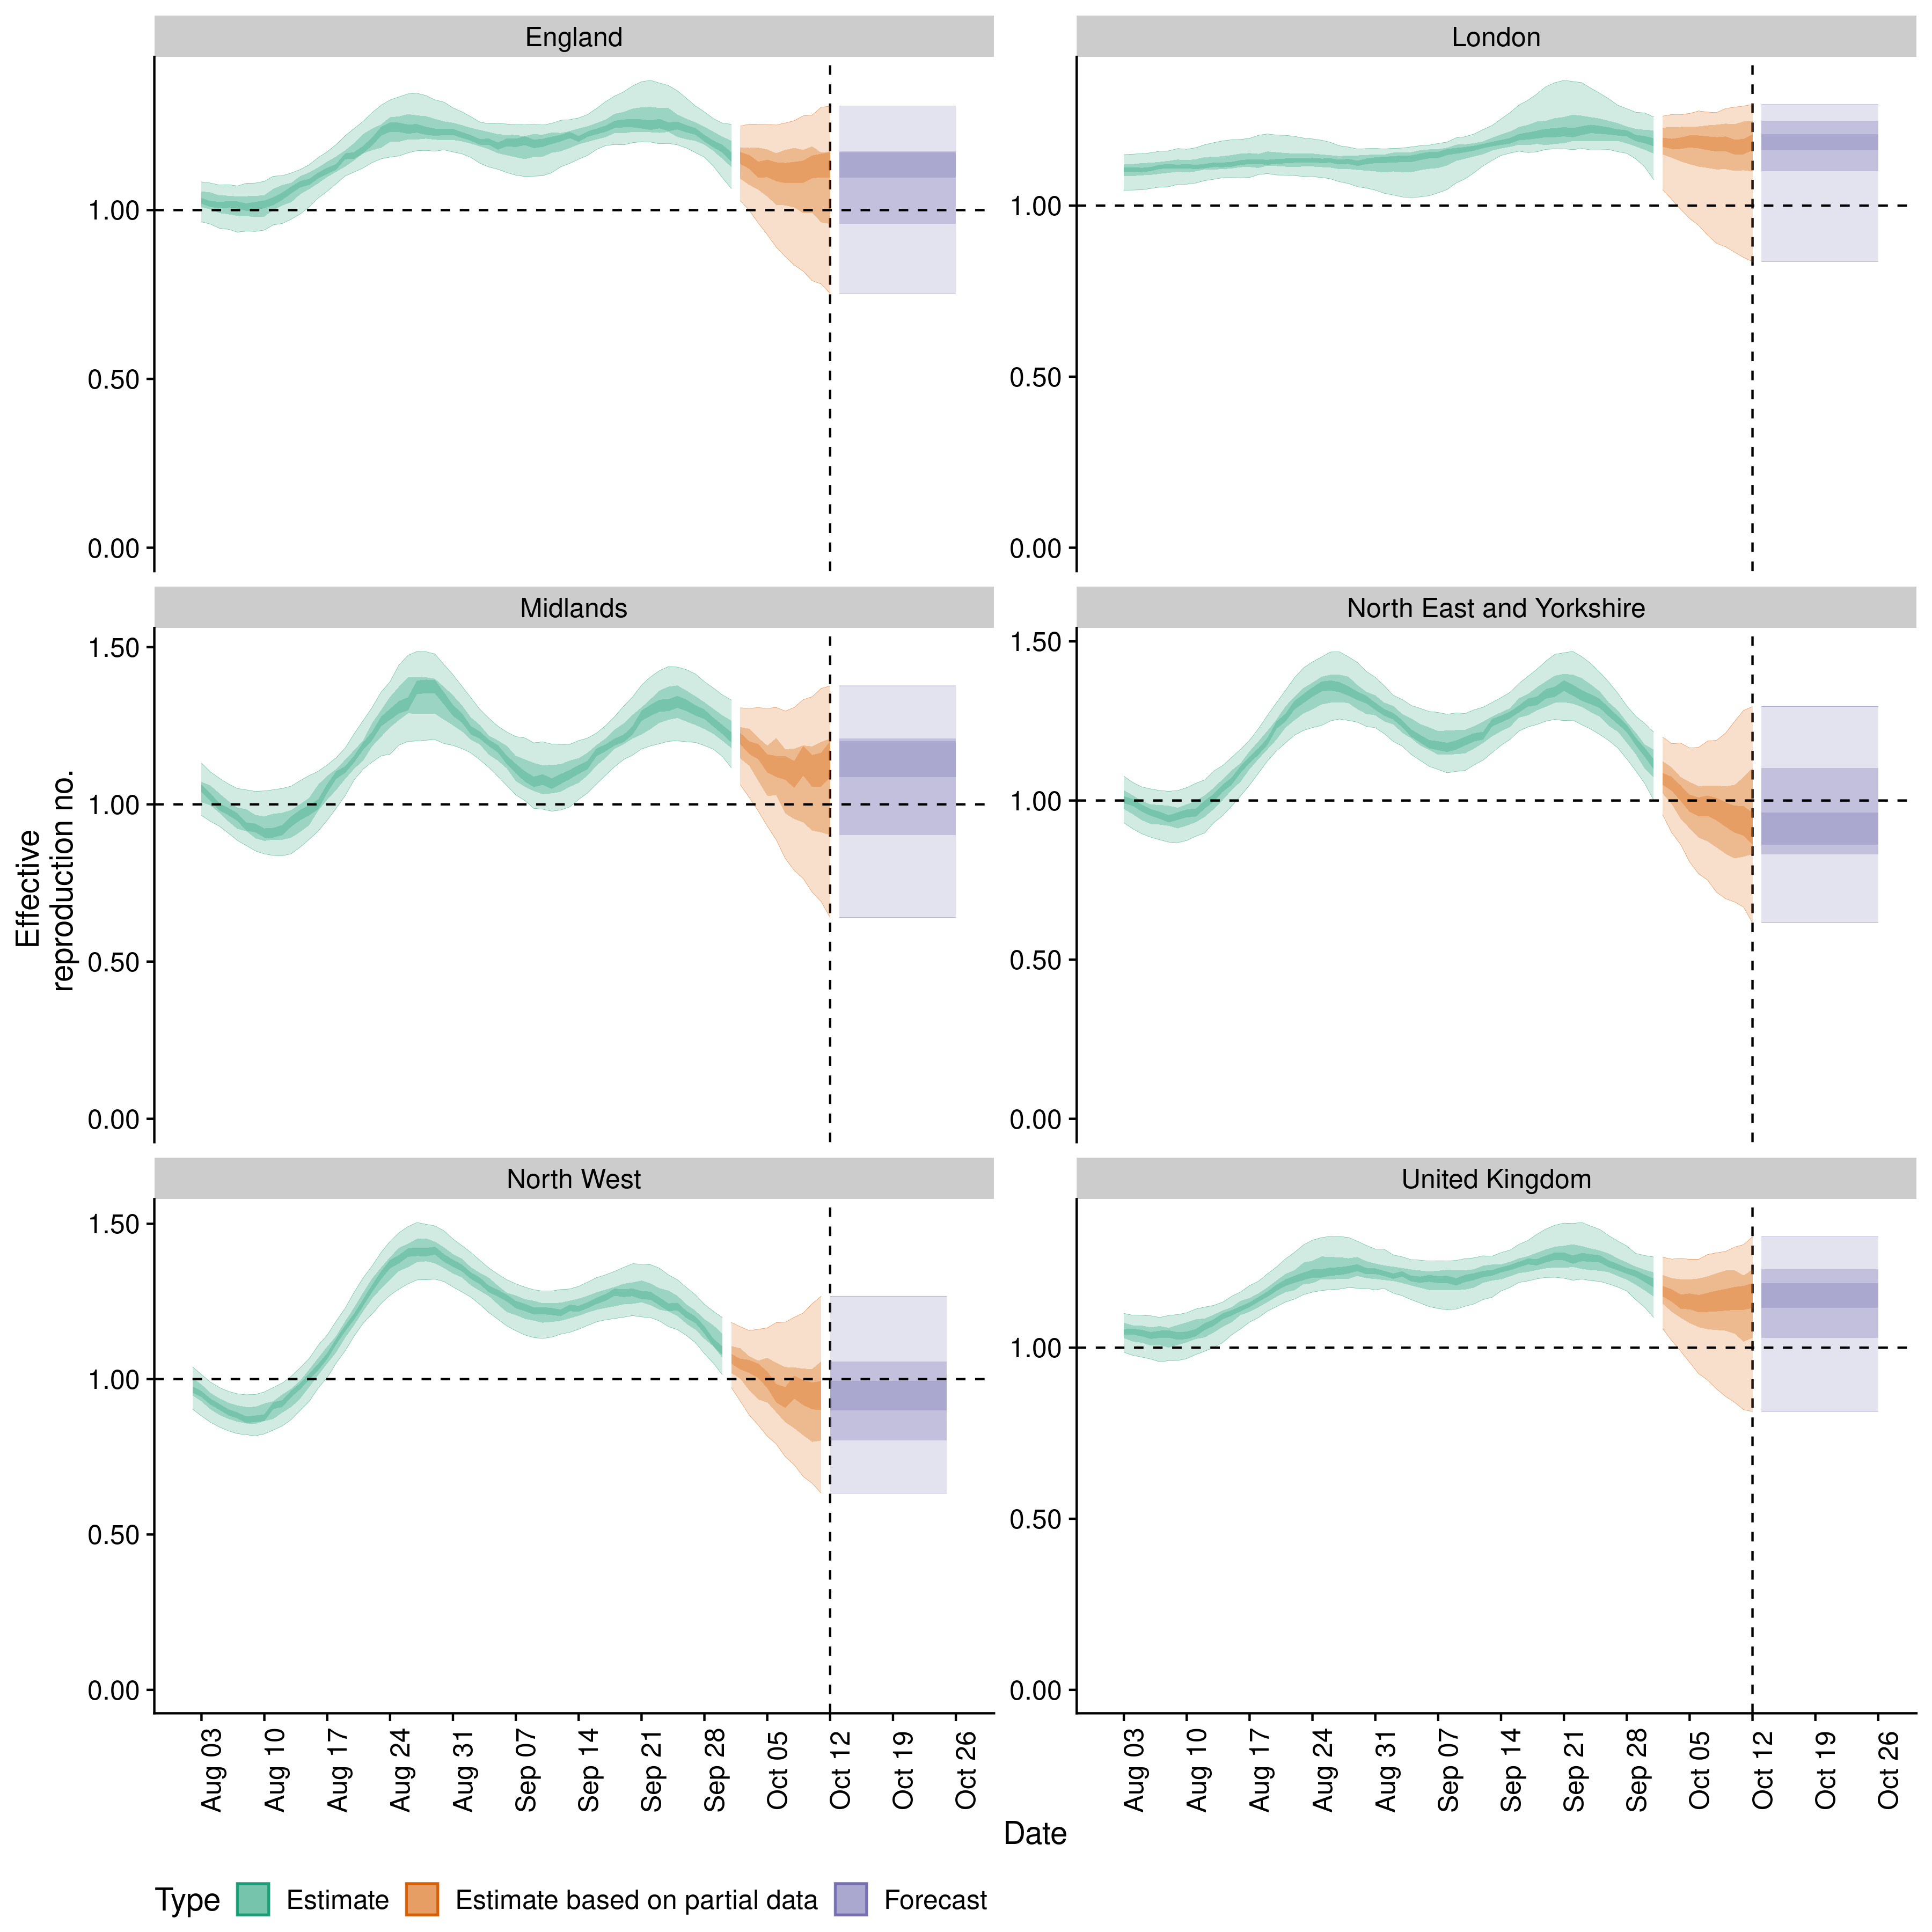 England
London
1.00
0.50
0.00
1.00
0.50
0.00
Midlands
North East and Yorkshire
1.50
1.00
0.50
0.00
1.50
1.00
0.50
0.00
Effective
reproduction no.
North West
United Kingdom
1.50
1.00
0.50
0.00
1.00
0.50
0.00
Aug 03
Aug 10
Aug 17
Aug 24
Aug 31
Sep 07
Sep 14
Sep 21
Sep 28
Oct 05
Oct 12
Oct 19
Oct 26
Aug 03
Aug 10
Aug 17
Aug 24
Aug 31
Sep 07
Sep 14
Sep 21
Sep 28
Oct 05
Oct 12
Oct 19
Oct 26
Date
Type Estimate Estimate based on partial data Forecast